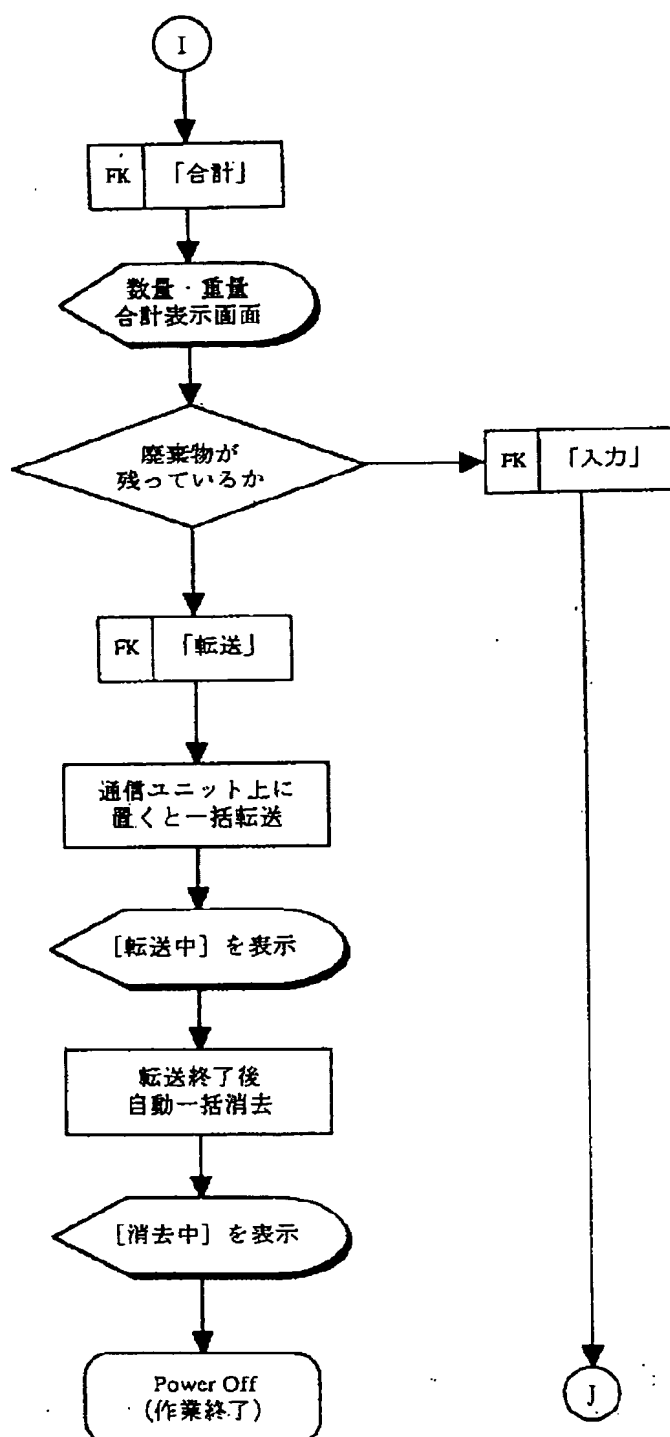 I
FK 「合計」
数量・重量
合計表示画面
廃棄物が
残っているか
FK 「入力」
FK 「転送」
通信ユニット上に
置くと一括転送
[転送中] を表示
転送終了後
自動一括消去
[消去中] を表示
Power Off
(作業終了)
J